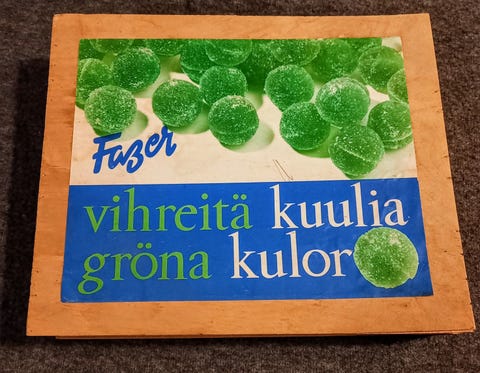 Fazer
vihreitä kuulia
gröna kulor